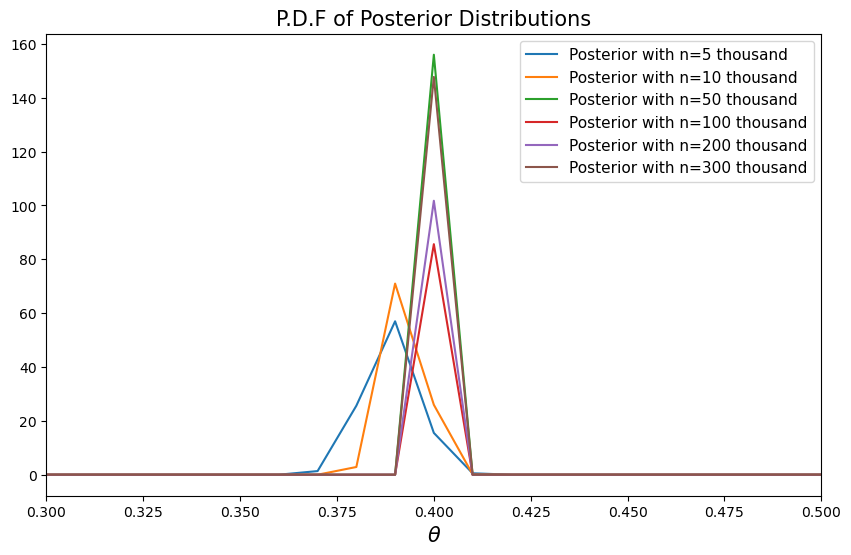 P.D.F of Posterior Distributions
160
140
120
100
80
60
40
20
0
Posterior with n=5 thousand
Posterior with n=10 thousand
Posterior with n=50 thousand
Posterior with n=100 thousand
Posterior with n=200 thousand
Posterior with n=300 thousand
0.300 0.325 0.350 0.375 0.400 0.425 0.450 0.475 0.500
θ